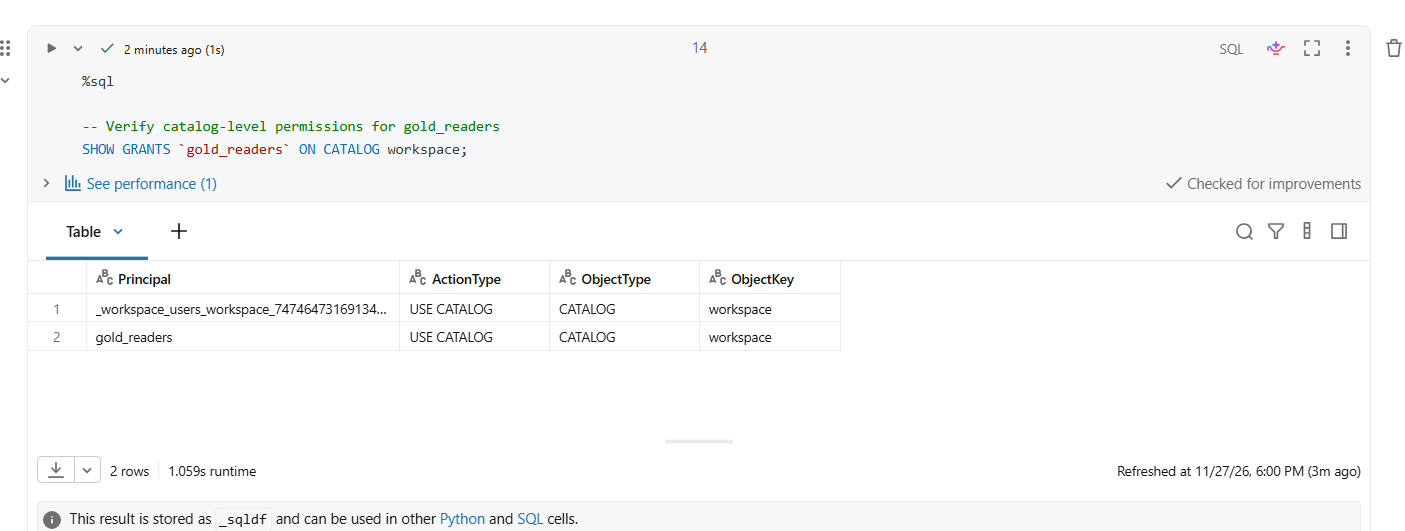 2 minutes ago (1s)
14
SQL
%sql
-- Verify catalog-level permissions for gold_readers
SHOW GRANTS `gold_readers` ON CATALOG workspace;
See performance (1)
Checked for improvements
Table
Principal ActionType ObjectType ObjectKey
1 _workspace_users_workspace_74746473169134... USE CATALOG CATALOG workspace
2 gold_readers USE CATALOG CATALOG workspace
2 rows
1.059s runtime
Refreshed at 11/27/26, 6:00 PM (3m ago)
This result is stored as _sqldf and can be used in other Python and SQL cells.